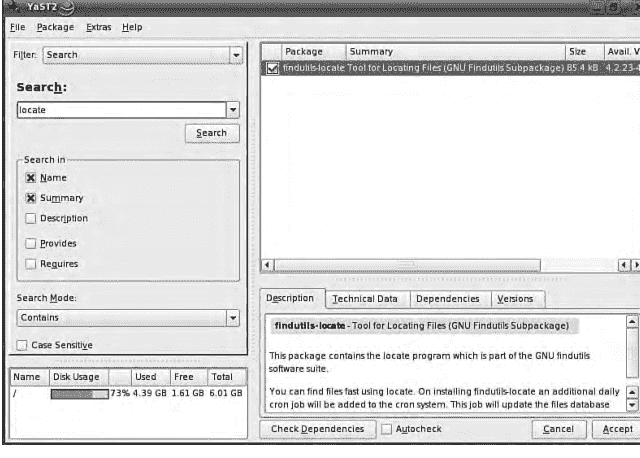 YaST2
File Package Extras Help
Filter: Search
Search:
locate
Search
Search in
Name
Summary
Description
Provides
Requires
Search Mode:
Contains
Case Sensitive
Name Disk Usage Used Free Total
/ 73% 4.39 GB 1.61 GB 6.01 GB
Package Summary Size Avail. V
findutils-locate Tool for Locating Files (GNU Findutils Subpackage) 85.4 kB 4.2.23-4
Description Technical Data Dependencies Versions
findutils-locate - Tool for Locating Files (GNU Findutils Subpackage)
This package contains the locate program which is part of the GNU findutils
software suite.
You can find files fast using locate. On installing findutils-locate an additional daily
cron job will be added to the cron system. This job will update the files database
Check Dependencies Autocheck Cancel Accept